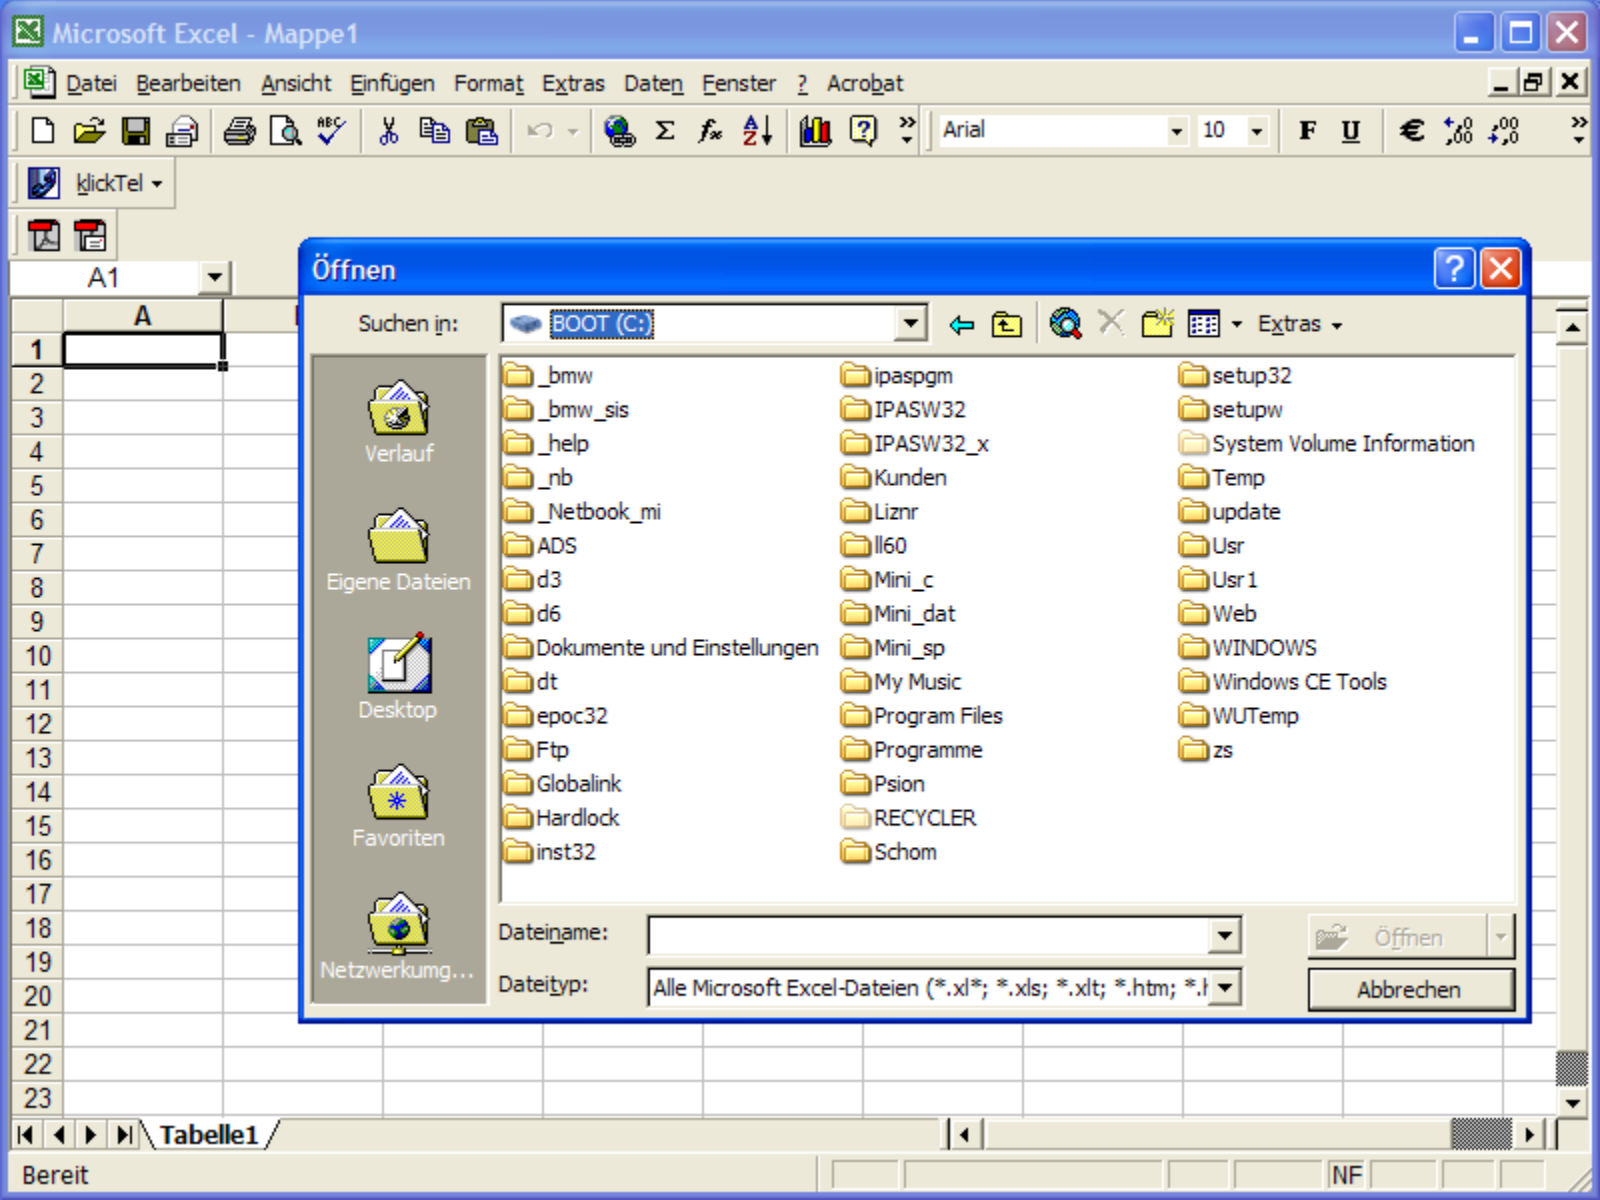 Microsoft Excel - Mappe1
Datei Bearbeiten Ansicht Einfügen Format Extras Daten Fenster ? Acrobat
Arial 10 F U €
klickTel
A1
Öffnen
Suchen in: BOOT (C:) Extras
A
1
2
3
4
5
6
7
8
9
10
11
12
13
14
15
16
17
18
19
20
21
22
23
Verlauf
Eigene Dateien
Desktop
Favoriten
Netzwerkumg...
_bmw
_bmw_sis
_help
_nb
_Netbook_mi
ADS
d3
d6
Dokumente und Einstellungen
dt
epoc32
Ftp
Globalink
Hardlock
inst32
ipaspgm
IPASW32
IPASW32_x
Kunden
Liznr
ll60
Mini_c
Mini_dat
Mini_sp
My Music
Program Files
Programme
Psion
RECYCLER
Schom
setup32
setupw
System Volume Information
Temp
update
Usr
Usr1
Web
WINDOWS
Windows CE Tools
WUTemp
zs
Dateiname:
Öffnen
Dateityp: Alle Microsoft Excel-Dateien (*.xl*; *.xls; *.xlt; *.htm; *.
Abbrechen
Tabelle1
Bereit
NF